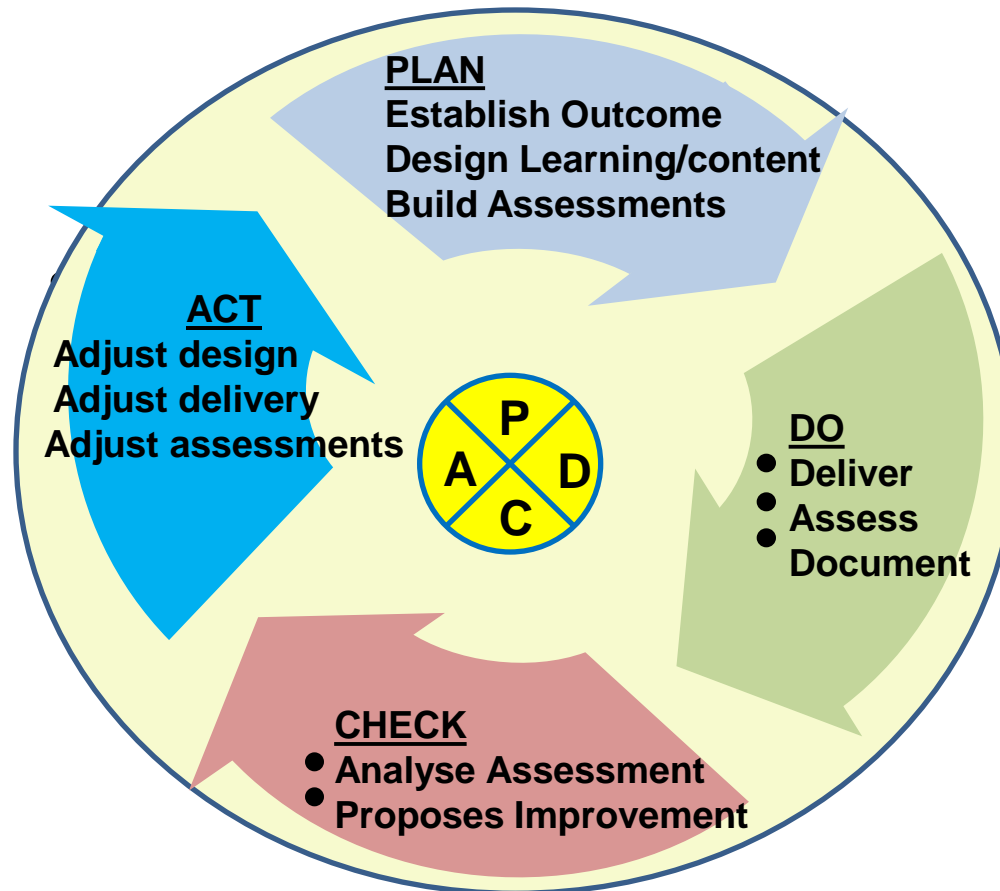 PLAN
Establish Outcome
Design Learning/content
Build Assessments
ACT
Adjust design
Adjust delivery
Adjust assessments
P
A D
C
DO
• Deliver
• Assess
• Document
CHECK
• Analyse Assessment
• Proposes Improvement